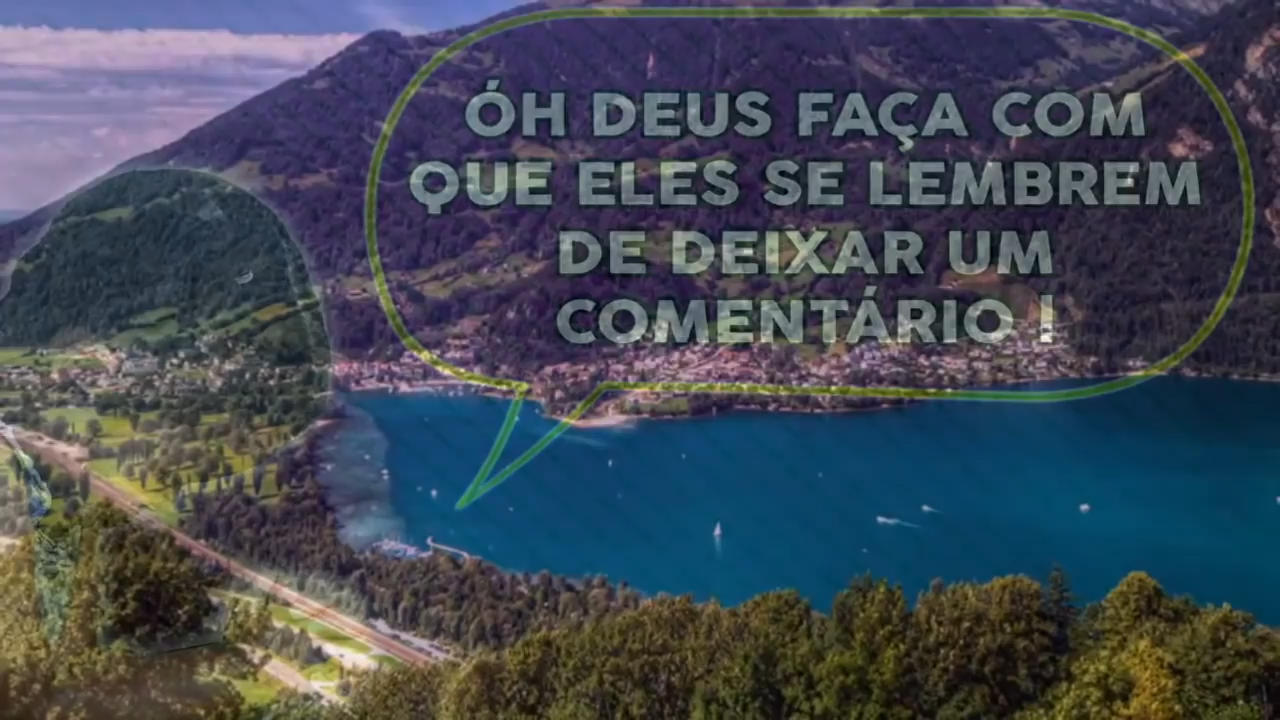 ÓH DEUS FAÇA COM
QUE ELES SE LEMBREM
DE DEIXAR UM
COMENTÁRIO !